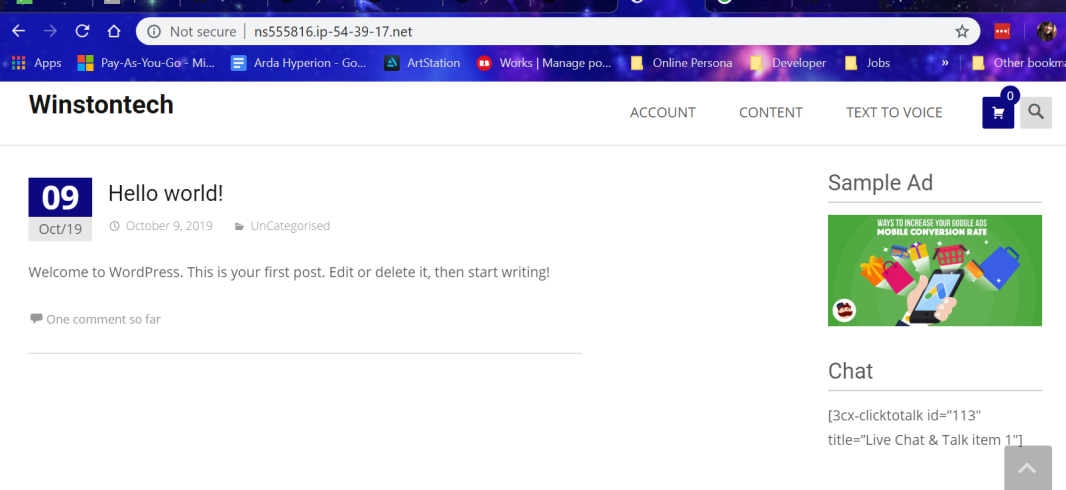 Not secure | ns555816.ip-54-39-17.net
Apps Pay-As-You-Go - Mi... Arda Hyperion - Go... ArtStation Works | Manage po... Online Persona Developer Jobs » Other bookma
Winstontech
ACCOUNT CONTENT TEXT TO VOICE 0
09
Oct/19
Hello world!
October 9, 2019 UnCategorised
Welcome to WordPress. This is your first post. Edit or delete it, then start writing!
One comment so far
Sample Ad
WAYS TO INCREASE YOUR GOOGLE ADS
MOBILE CONVERSION RATE
Chat
[3cx-clicktotalk id=”113″
title=”Live Chat & Talk item 1″]